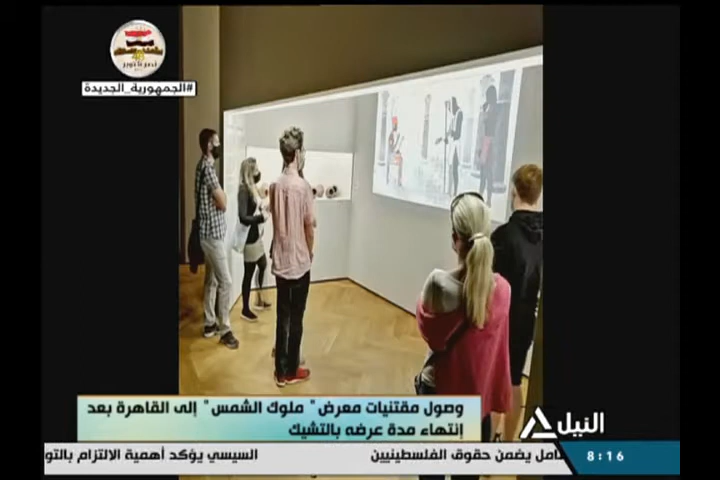 #الجمهورية_الجديدة
وصول مقتنيات معرض " ملوك الشمس " إلى القاهرة بعد
إنتهاء مدة عرضه بالتشيك
النيل
امل يضمن حقوق الفلسطينيين
السيسي يؤكد أهمية الالتزام بالتو
8:16